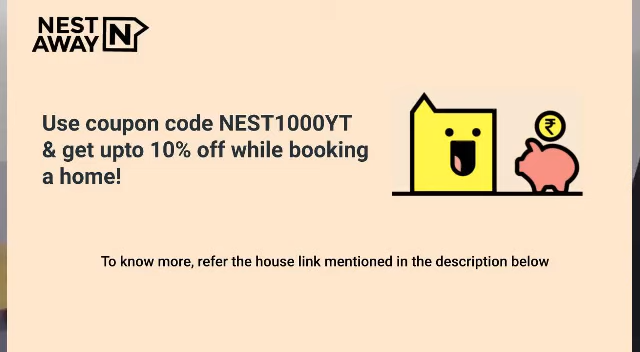 NEST
AWAY N
Use coupon code NEST1000YT
& get upto 10% off while booking
a home!
₹
To know more, refer the house link mentioned in the description below